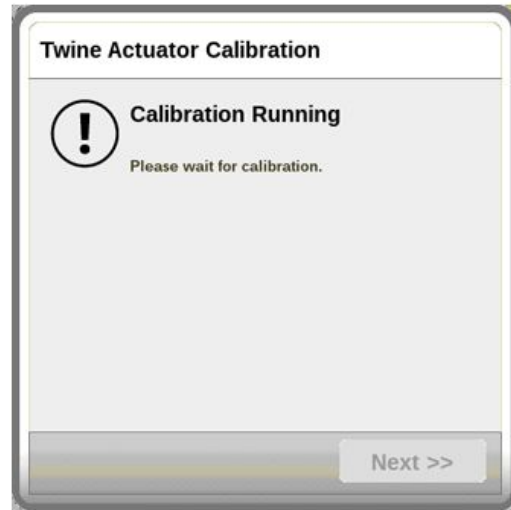 Twine Actuator Calibration
!
Calibration Running
Please wait for calibration.
Next >>